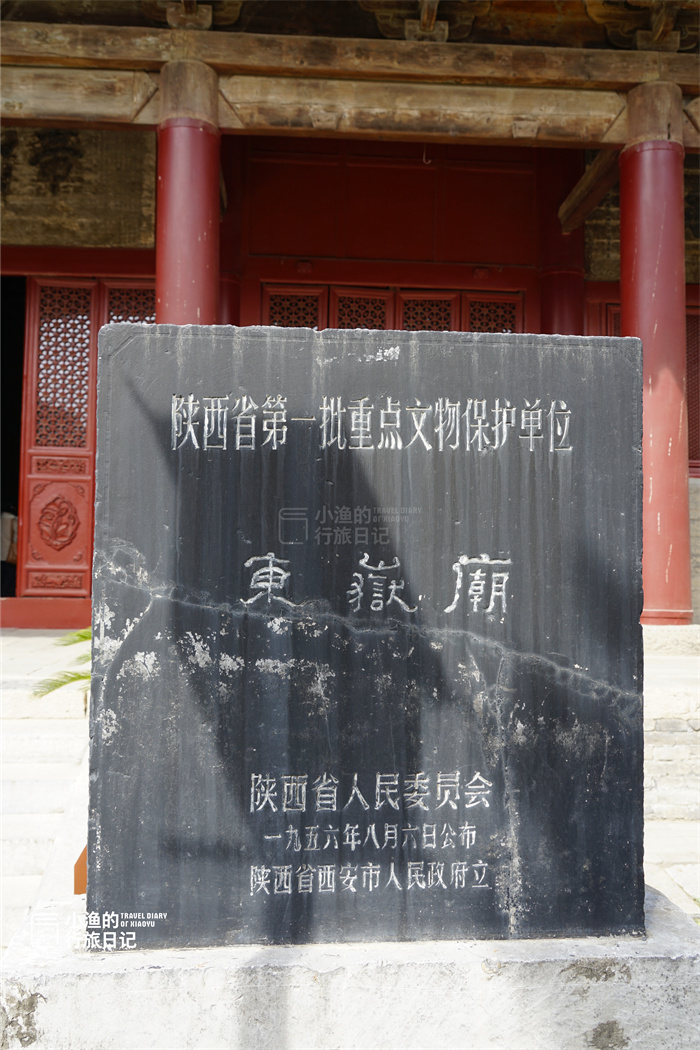 陕西省第一批重点文物保护单位
小渔的 TRAVEL DIARY
行旅日记 OF XIAOYU
東嶽廟
陕西省人民委员会
一九五六年八月六日公布
陕西省西安市人民政府立
小渔的 TRAVEL DIARY
行旅日记 OF XIAOYU